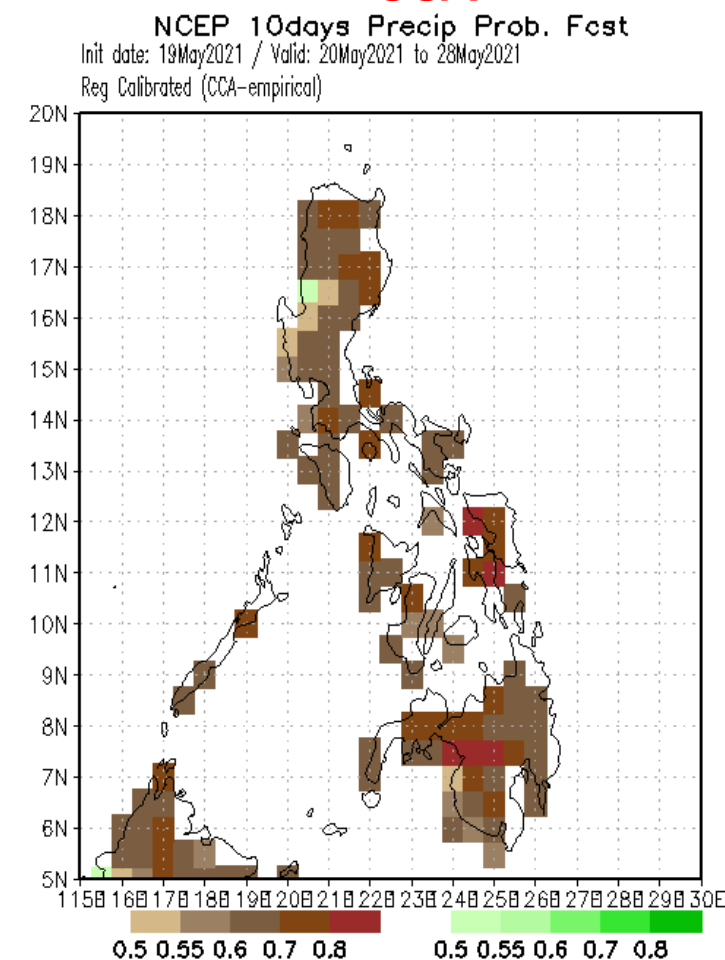 NCEP 10days Precip Prob. Fcst
Init date: 19May2021 / Valid: 20May2021 to 28May2021
Reg Calibrated (CCA-empirical)
20N
19N
18N
17N
16N
15N
14N
13N
12N
11N
10N
9N
8N
7N
6N
5N
115E 116E 117E 118E 119E 120E 121E 122E 123E 124E 125E 126E 127E 128E 129E 130E
0.5 0.55 0.6 0.7 0.8 0.5 0.55 0.6 0.7 0.8